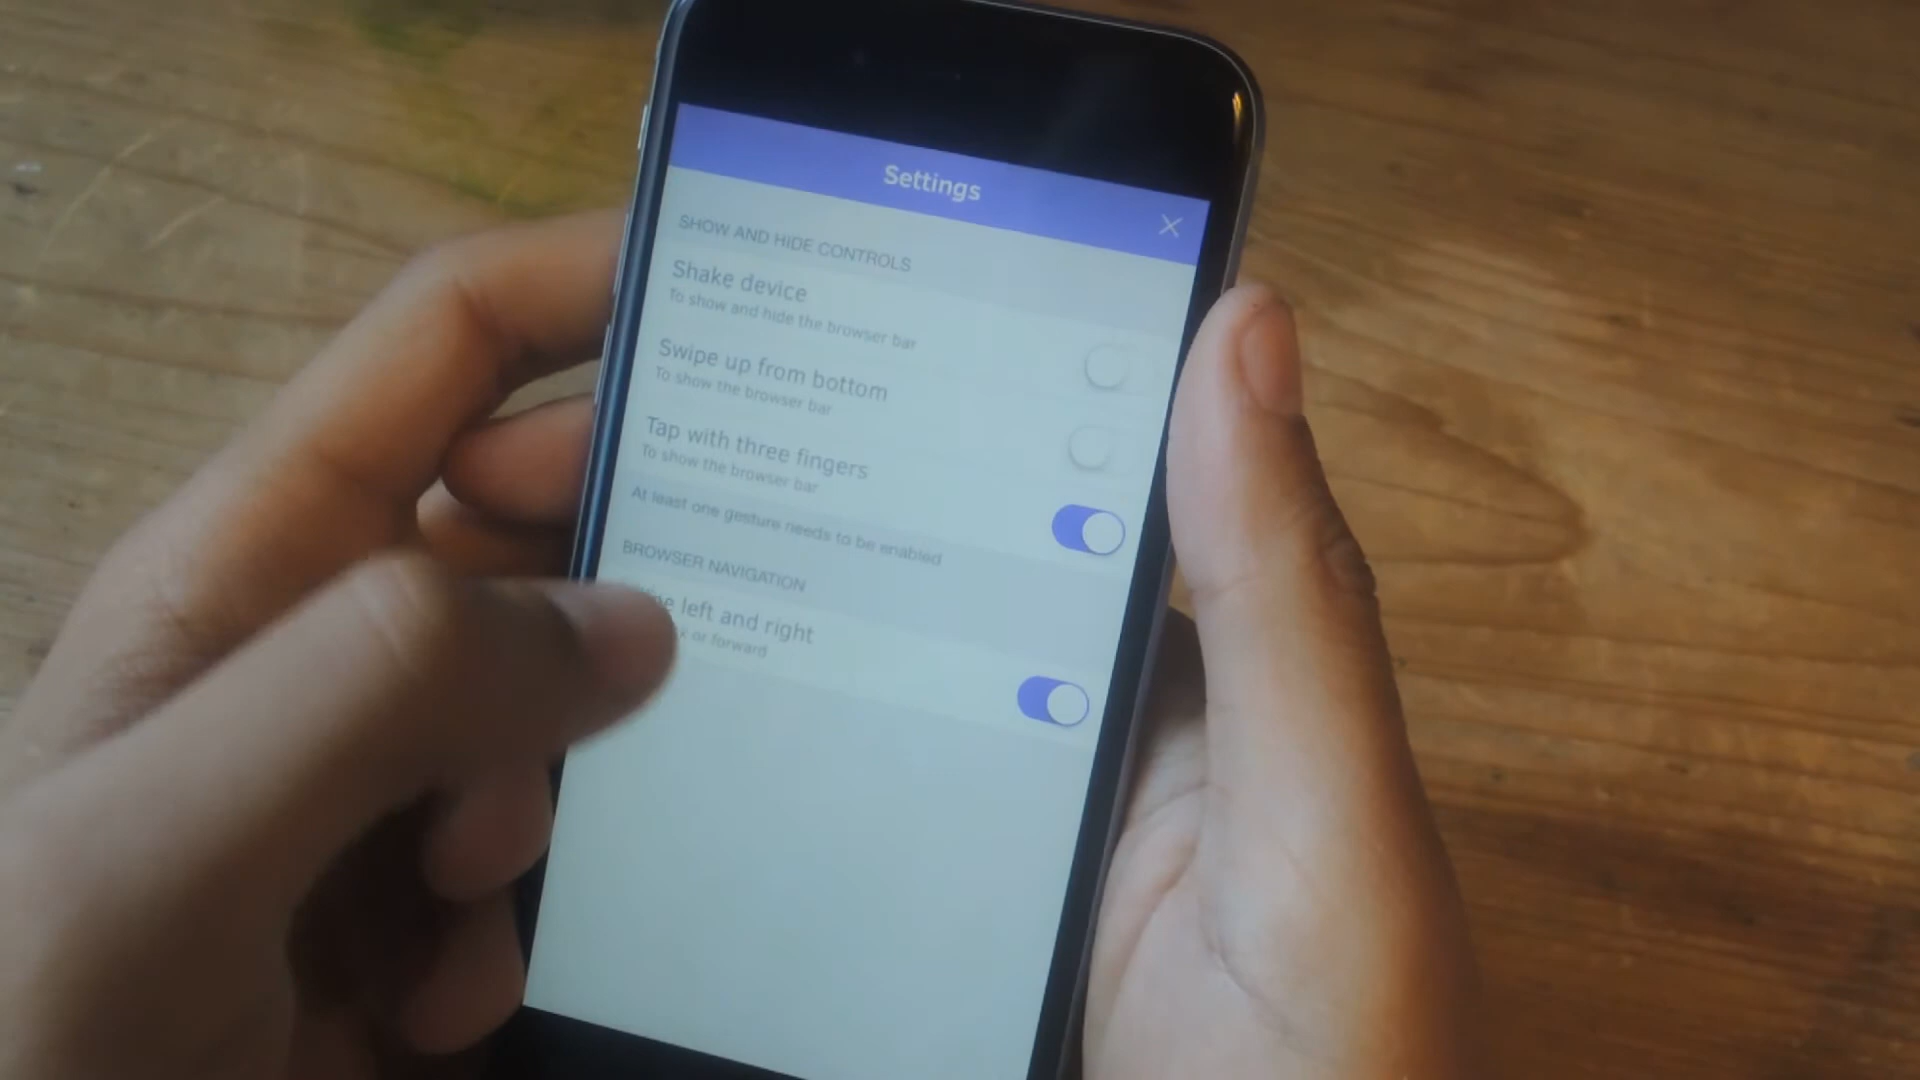 Settings
SHOW AND HIDE CONTROLS
Shake device
To show and hide the browser bar
Swipe up from bottom
To show the browser bar
Tap with three fingers
To show the browser bar
At least one gesture needs to be enabled
BROWSER NAVIGATION
left and right
or forward